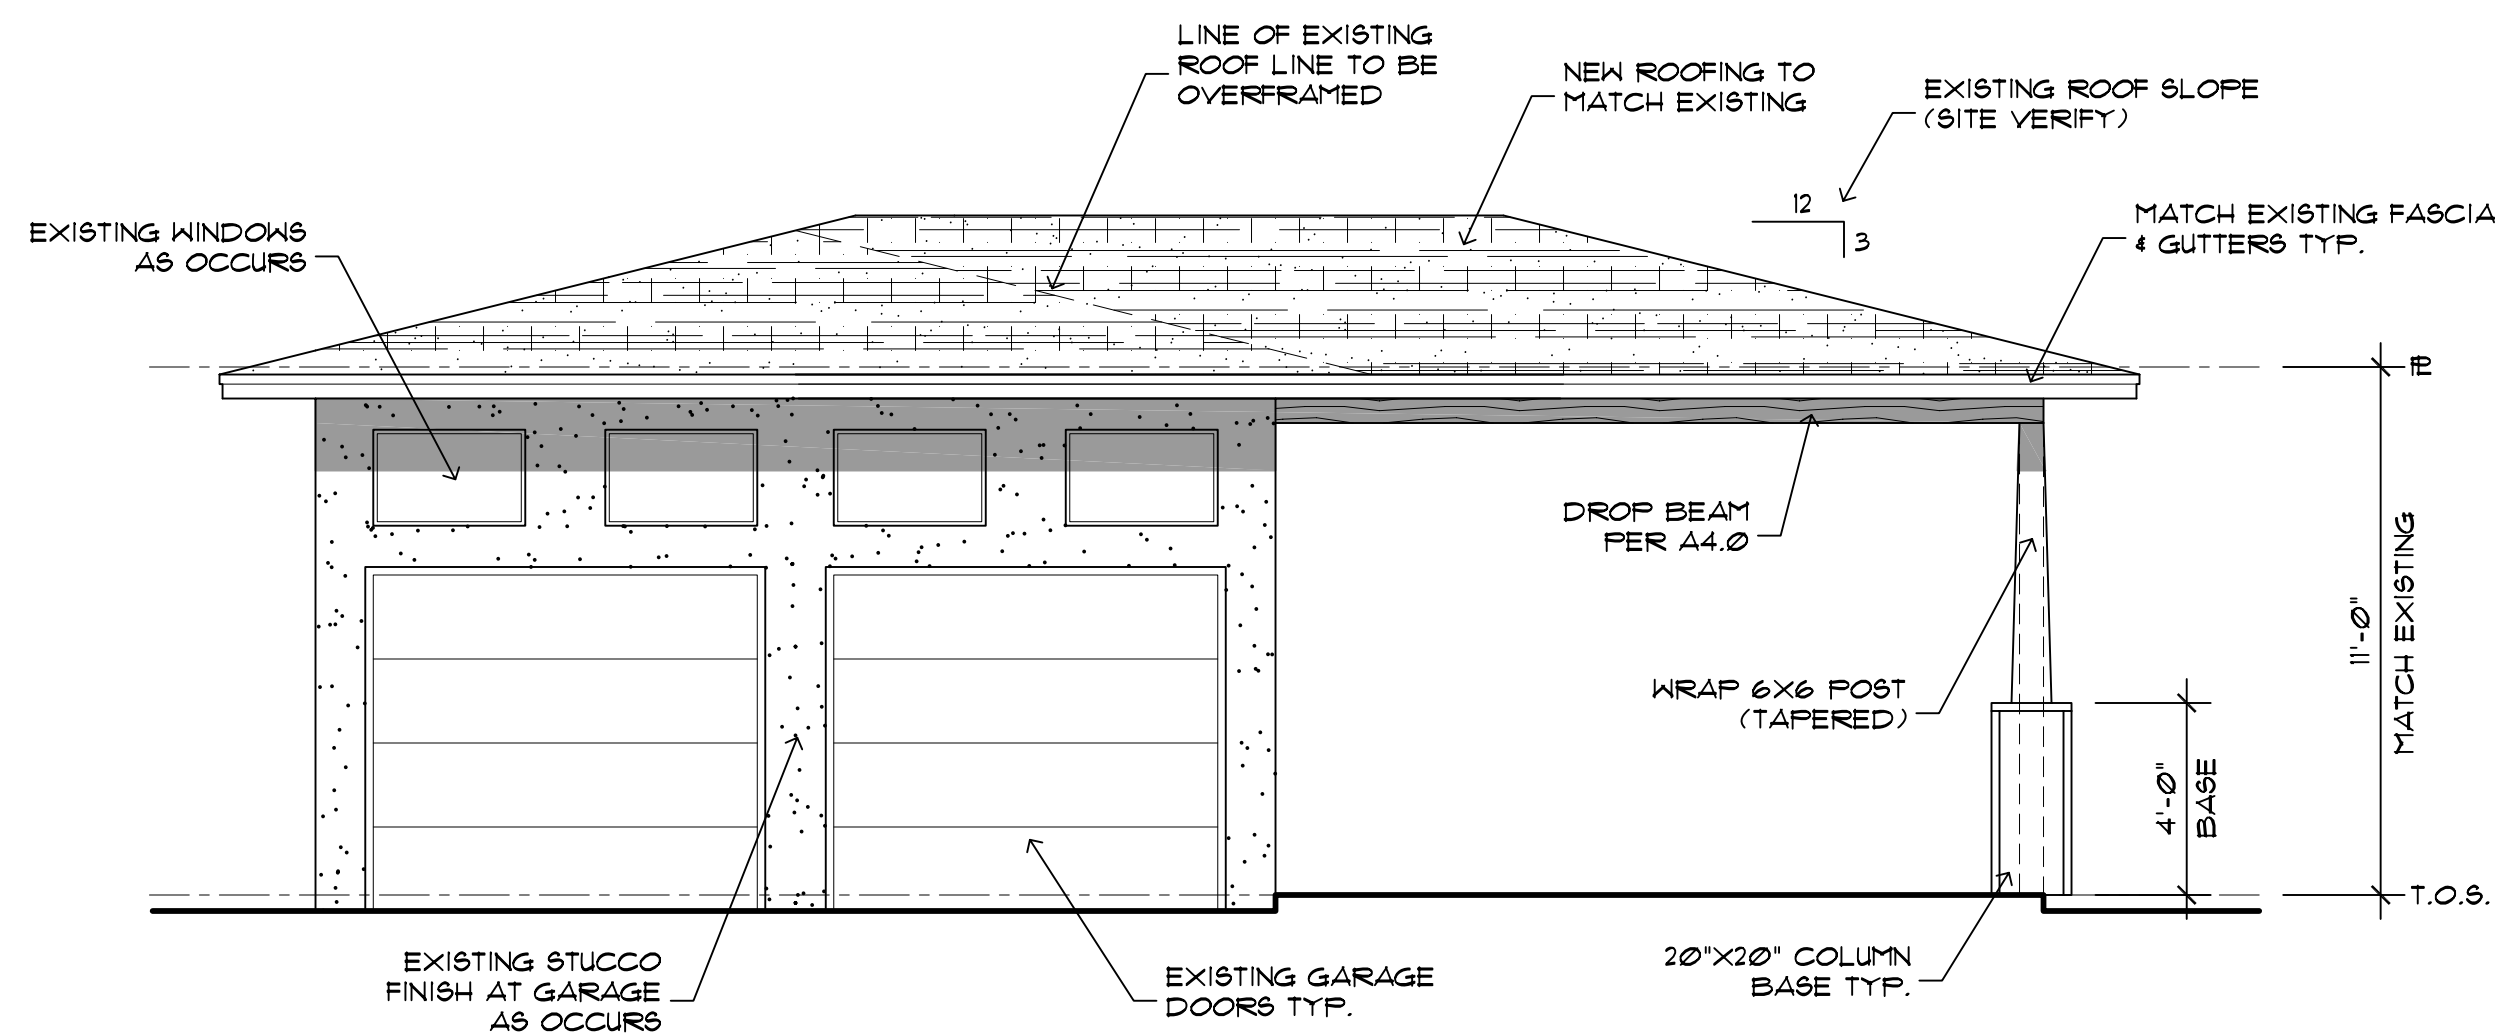 LINE OF EXISTING
ROOF LINE TO BE
OVERFRAMED
NEW ROOFING TO
MATCH EXISTING
EXISTING ROOF SLOPE
(SITE VERIFY)
12
3
MATCH EXISTING FASCIA
& GUTTERS TYP.
EXISTING WINDOWS
AS OCCURS
DROP BEAM
PER A4.0
WRAP 6X6 POST
(TAPERED)
11'-0"
MATCH EXISTING
4'-0"
BASE
T.O.S.
20"X20" COLUMN
BASE TYP.
EXISTING STUCCO
FINISH AT GARAGE
AS OCCURS
EXISTING GARAGE
DOORS TYP.